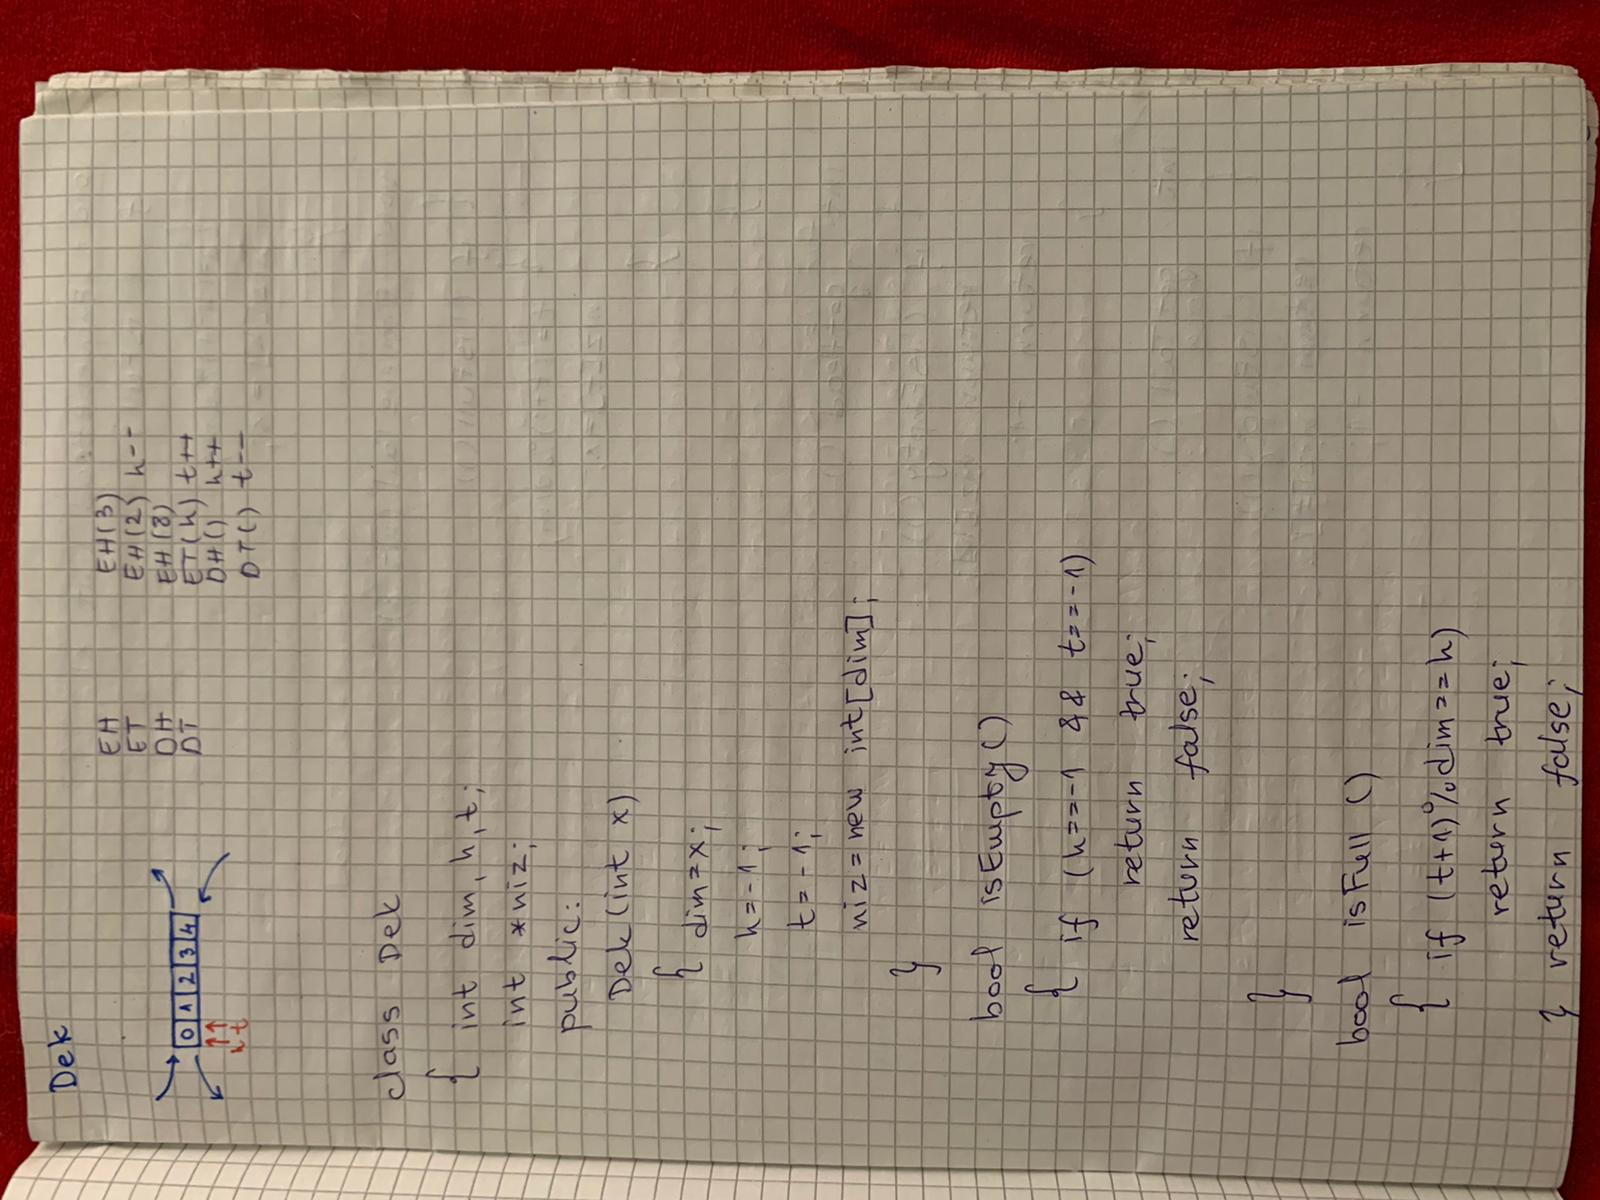 Dek
0 1 2 3 4
h t
EH
ET
DH
DT
EH(3)
EH(2) h--
EH(8)
ET(h) t++
DH() h++
DT() t--
class Dek
{ int dim, h, t;
int *niz;
public:
Dek(int x)
{ dim=x;
h=-1;
t=-1;
niz=new int[dim];
}
bool isEmpty()
{ if (h==-1 && t==-1)
return true;
return false;
}
bool isFull()
{ if (t+1)%dim==h)
return true;
} return false;